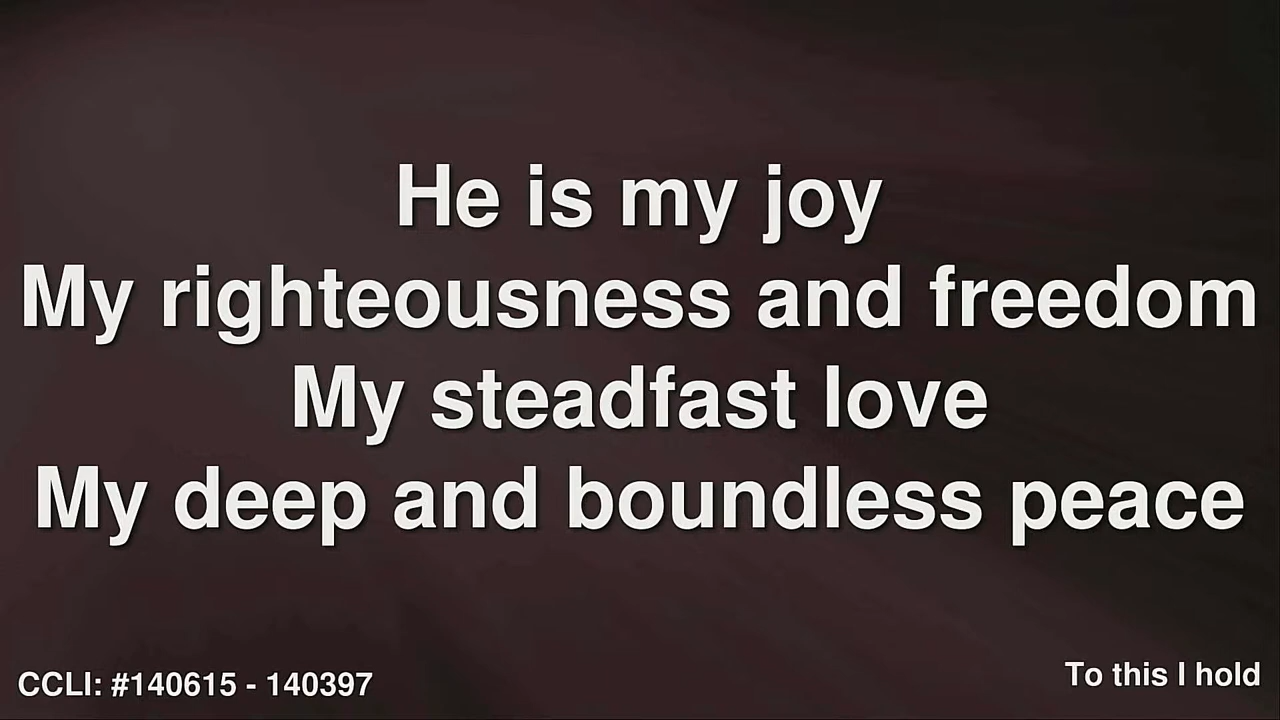 He is my joy
My righteousness and freedom
My steadfast love
My deep and boundless peace
CCLI: #140615 - 140397
To this I hold